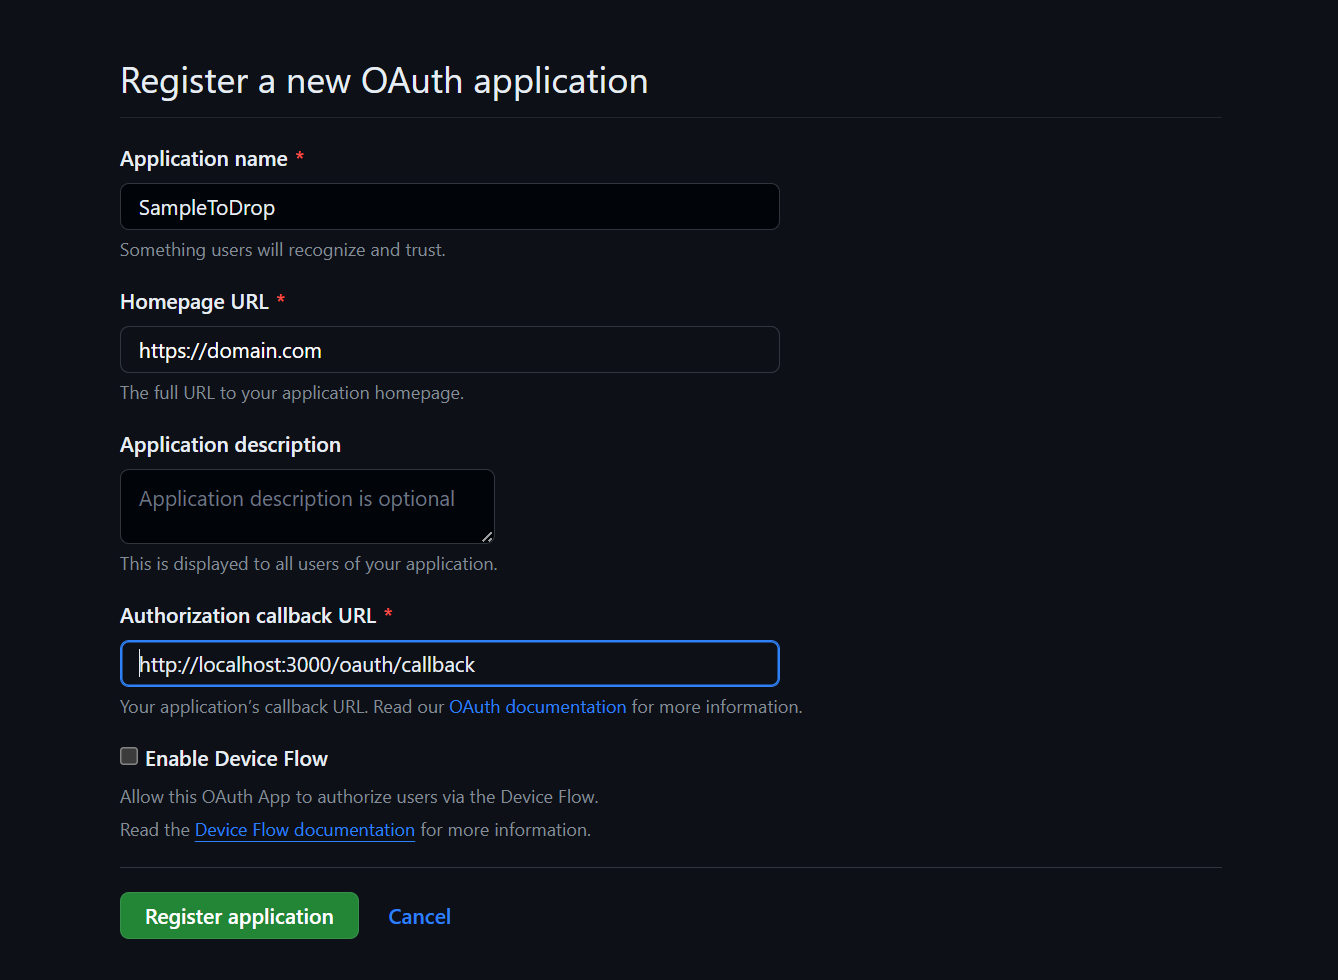 Register a new OAuth application
Application name *
SampleToDrop
Something users will recognize and trust.
Homepage URL *
https://domain.com
The full URL to your application homepage.
Application description
Application description is optional
This is displayed to all users of your application.
Authorization callback URL *
http://localhost:3000/oauth/callback
Your application’s callback URL. Read our OAuth documentation for more information.
Enable Device Flow
Allow this OAuth App to authorize users via the Device Flow.
Read the Device Flow documentation for more information.
Register application Cancel